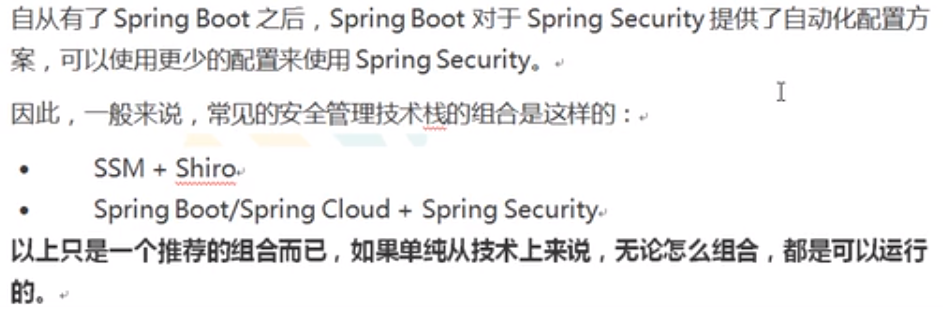 自从有了 Spring Boot 之后，Spring Boot 对于 Spring Security 提供了自动化配置方
案，可以使用更少的配置来使用 Spring Security。
因此，一般来说，常见的安全管理技术栈的组合是这样的：
• SSM + Shiro
• Spring Boot/Spring Cloud + Spring Security
以上只是一个推荐的组合而已，如果单纯从技术上来说，无论怎么组合，都是可以运行
的。